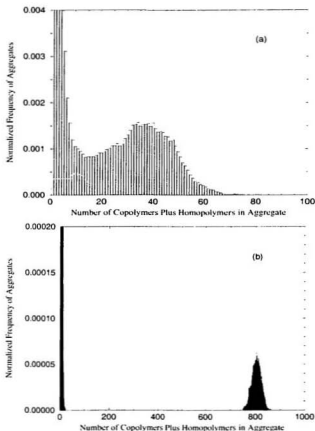 0.004
(a)
0.003
0.002
0.001
0.000
0 20 40 60 80 100
Number of Copolymers Plus Homopolymers in Aggregate
Normalized Frequency of Aggregates
0.00020
(b)
0.00015
0.00010
0.00005
0.00000
0 200 400 600 800 1000
Number of Copolymers Plus Homopolymers in Aggregate
Normalized Frequency of Aggregates